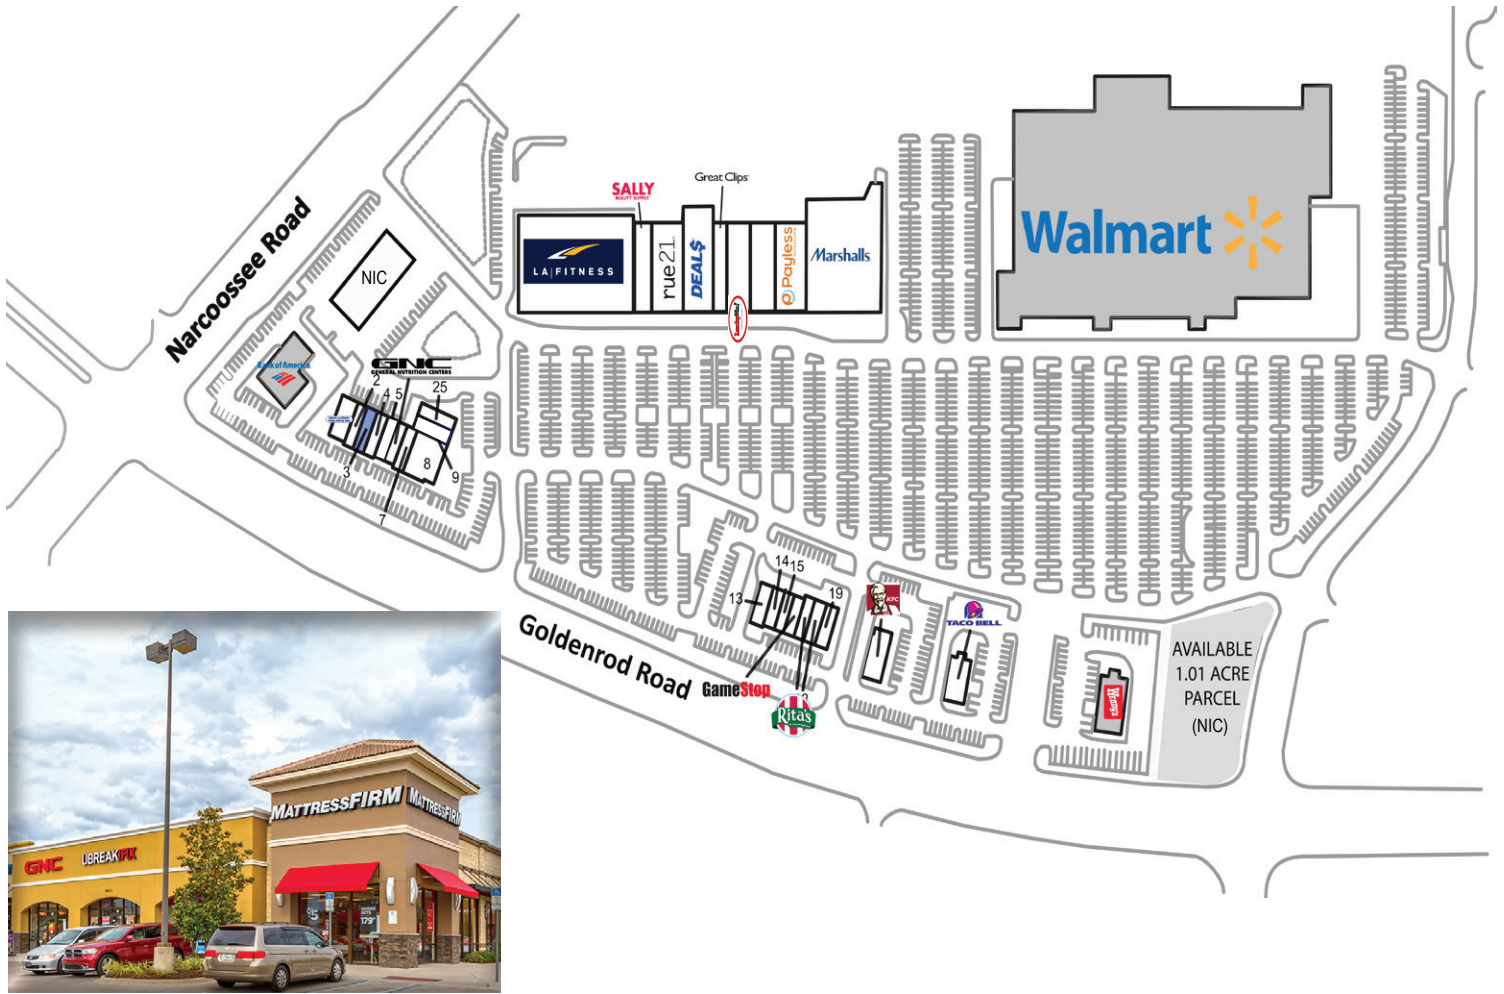 Narcoossee Road
NIC
Bank of America
GNC
GENERAL NUTRITION CENTERS
2
4
5
25
3
7
8
9
SALLY
BEAUTY SUPPLY
Great Clips
LA|FITNESS
rue21
DEAL$
Payless
Marshalls
Walmart
Goldenrod Road
13
14
15
19
GameStop
Rita's
KFC
TACO BELL
Wendy's
AVAILABLE
1.01 ACRE
PARCEL
(NIC)
GNC
UBREAKIFIX
MATTRESSFIRM
MATTRESSFIRM